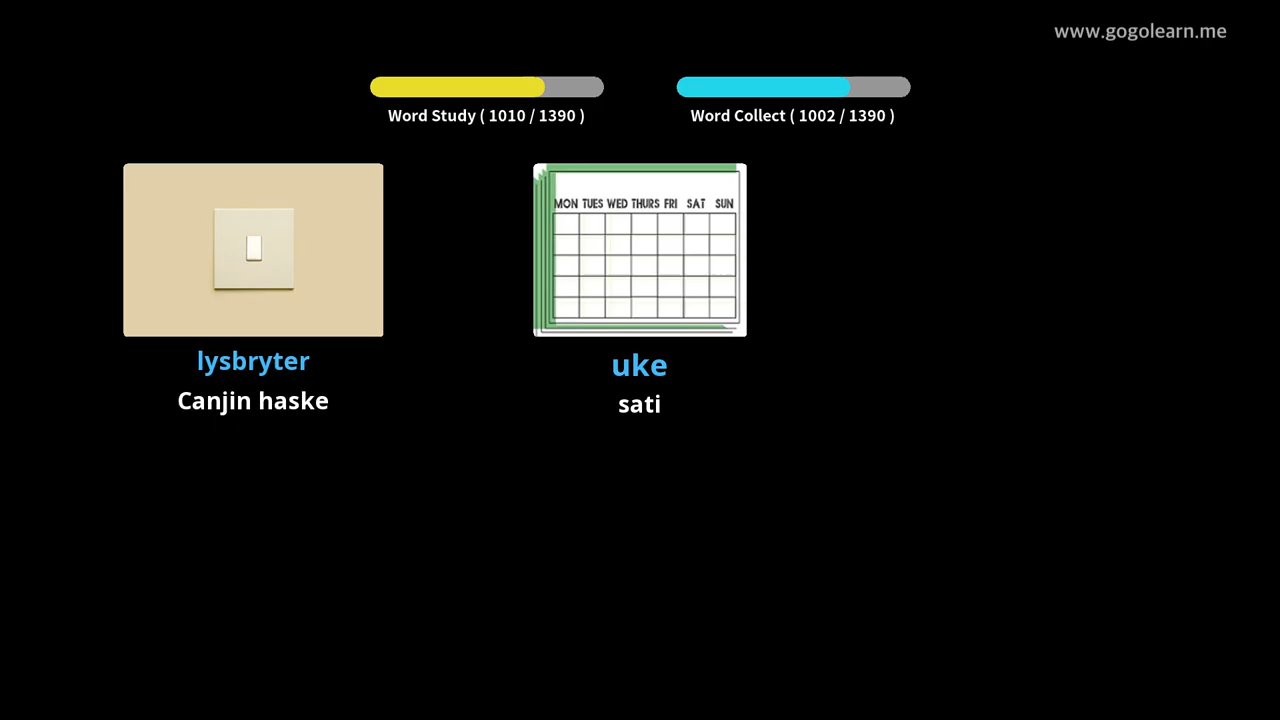 www.gogolearn.me
Word Study ( 1010 / 1390 )
Word Collect ( 1002 / 1390 )
MON TUES WED THURS FRI SAT SUN
lysbryter
uke
Canjin haske
sati